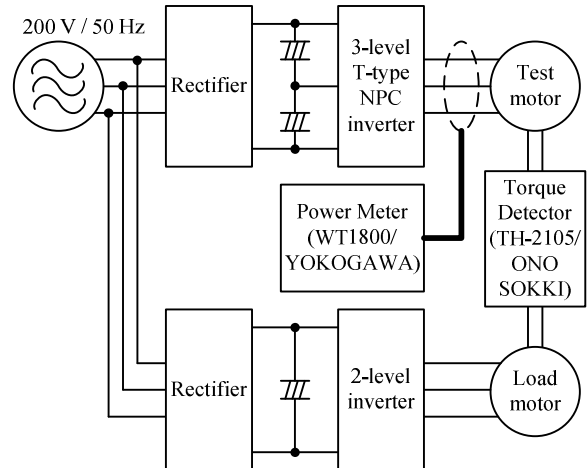 200 V / 50 Hz
Rectifier
3-level
T-type
NPC
inverter
Test
motor
Power Meter
(WT1800/
YOKOGAWA)
Torque
Detector
(TH-2105/
ONO
SOKKI)
Rectifier
2-level
inverter
Load
motor